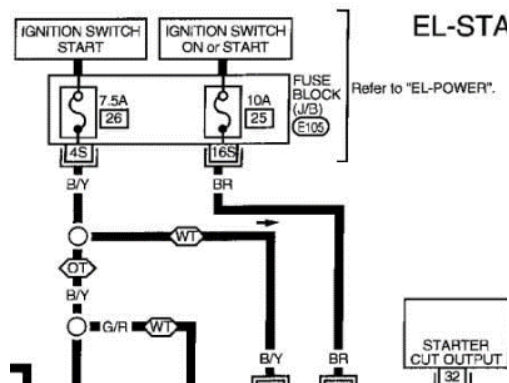 EL-STA
IGNITION SWITCH
START
IGNITION SWITCH
ON or START
7.5A
26
10A
25
FUSE
BLOCK
(J/B)
E105
Refer to "EL-POWER".
4S
16S
B/Y
BR
WT
OT
B/Y
G/R
WT
B/Y
BR
STARTER
CUT OUTPUT
32